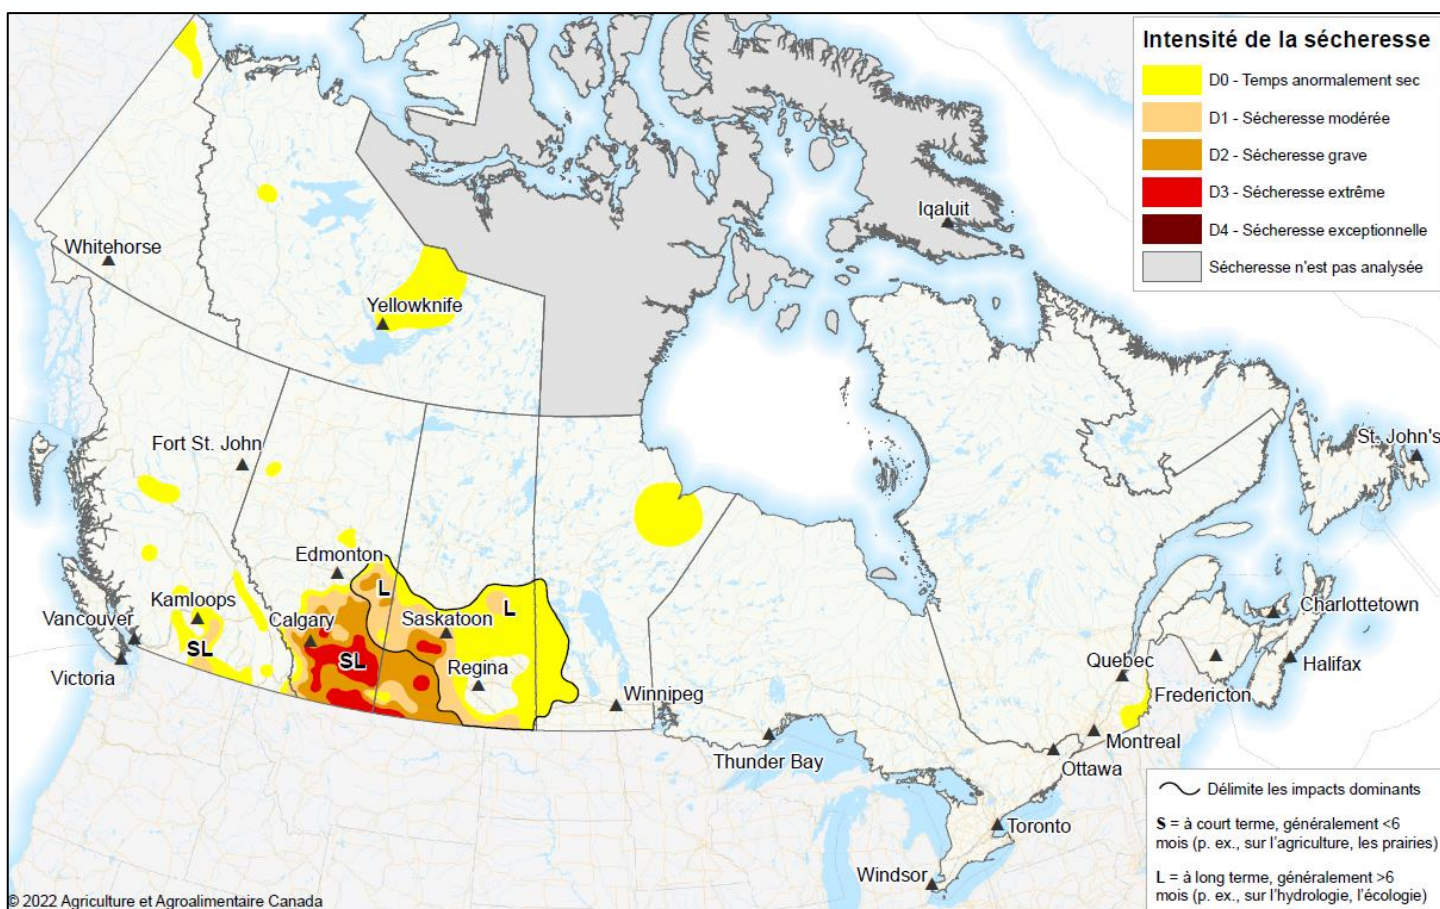 Intensité de la sécheresse
D0 - Temps anormalement sec
D1 - Sécheresse modérée
D2 - Sécheresse grave
D3 - Sécheresse extrême
D4 - Sécheresse exceptionnelle
Sécheresse n'est pas analysée
Iqaluit
Whitehorse
Yellowknife
Fort St. John
St. John's
Edmonton
L
L
Kamloops
Vancouver
Calgary
Saskatoon
Charlottetown
SL
SL
Victoria
Regina
Quebec
Halifax
Winnipeg
Fredericton
Montreal
Thunder Bay
Ottawa
Toronto
Windsor
Délimite les impacts dominants
S = à court terme, généralement <6
mois (p. ex., sur l'agriculture, les prairies)
L = à long terme, généralement >6
mois (p. ex., sur l'hydrologie, l'écologie)
© 2022 Agriculture et Agroalimentaire Canada